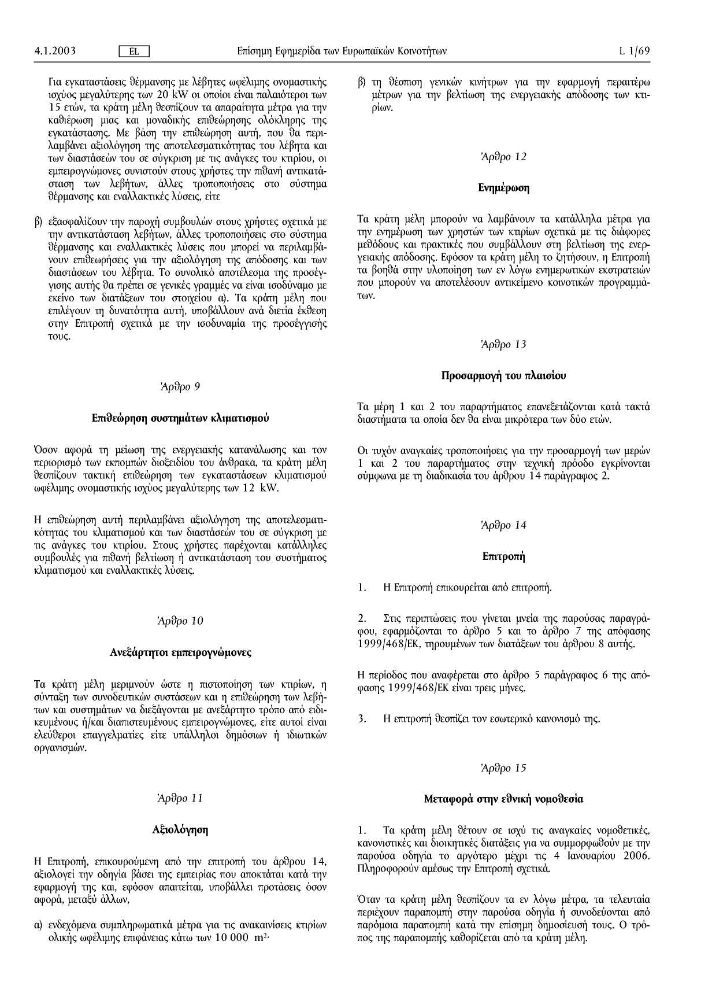 4.1.2003
EL
Επίσημη Εφημερίδα των Ευρωπαϊκών Κοινοτήτων
L 1/69
Για εγκαταστάσεις θέρμανσης με λέβητες ωφέλιμης ονομαστικής
ισχύος μεγαλύτερης των 20 kW οι οποίοι είναι παλαιότεροι των
15 ετών, τα κράτη μέλη θεσπίζουν τα απαραίτητα μέτρα για την
καθιέρωση μιας και μοναδικής επιθεώρησης ολόκληρης της
εγκατάστασης. Με βάση την επιθεώρηση αυτή, που θα περι-
λαμβάνει αξιολόγηση της αποτελεσματικότητας του λέβητα και
των διαστάσεών του σε σύγκριση με τις ανάγκες του κτιρίου, οι
εμπειρογνώμονες συνιστούν στους χρήστες την πιθανή αντικατά-
σταση των λεβήτων, άλλες τροποποιήσεις στο σύστημα
θέρμανσης και εναλλακτικές λύσεις, είτε
β) εξασφαλίζουν την παροχή συμβουλών στους χρήστες σχετικά με
την αντικατάσταση λεβήτων, άλλες τροποποιήσεις στο σύστημα
θέρμανσης και εναλλακτικές λύσεις που μπορεί να περιλαμβά-
νουν επιθεωρήσεις για την αξιολόγηση της απόδοσης και των
διαστάσεων του λέβητα. Το συνολικό αποτέλεσμα της προσέγ-
γισης αυτής θα πρέπει σε γενικές γραμμές να είναι ισοδύναμο με
εκείνο των διατάξεων του στοιχείου α). Τα κράτη μέλη που
επιλέγουν τη δυνατότητα αυτή, υποβάλλουν ανά διετία έκθεση
στην Επιτροπή σχετικά με την ισοδυναμία της προσέγγισής
τους.
Άρθρο 9
Επιθεώρηση συστημάτων κλιματισμού
Όσον αφορά τη μείωση της ενεργειακής κατανάλωσης και τον
περιορισμό των εκπομπών διοξειδίου του άνθρακα, τα κράτη μέλη
θεσπίζουν τακτική επιθεώρηση των εγκαταστάσεων κλιματισμού
ωφέλιμης ονομαστικής ισχύος μεγαλύτερης των 12 kW.
Η επιθεώρηση αυτή περιλαμβάνει αξιολόγηση της αποτελεσματι-
κότητας του κλιματισμού και των διαστάσεών του σε σύγκριση με
τις ανάγκες του κτιρίου. Στους χρήστες παρέχονται κατάλληλες
συμβουλές για πιθανή βελτίωση ή αντικατάσταση του συστήματος
κλιματισμού και εναλλακτικές λύσεις.
Άρθρο 10
Ανεξάρτητοι εμπειρογνώμονες
Τα κράτη μέλη μεριμνούν ώστε η πιστοποίηση των κτιρίων, η
σύνταξη των συνοδευτικών συστάσεων και η επιθεώρηση των λεβή-
των και συστημάτων να διεξάγονται με ανεξάρτητο τρόπο από ειδι-
κευμένους ή/και διαπιστευμένους εμπειρογνώμονες, είτε αυτοί είναι
ελεύθεροι επαγγελματίες είτε υπάλληλοι δημόσιων ή ιδιωτικών
οργανισμών.
Άρθρο 11
Αξιολόγηση
Η Επιτροπή, επικουρούμενη από την επιτροπή του άρθρου 14,
αξιολογεί την οδηγία βάσει της εμπειρίας που αποκτάται κατά την
εφαρμογή της και, εφόσον απαιτείται, υποβάλλει προτάσεις όσον
αφορά, μεταξύ άλλων,
α) ενδεχόμενα συμπληρωματικά μέτρα για τις ανακαινίσεις κτιρίων
ολικής ωφέλιμης επιφάνειας κάτω των 10 000 m²·
β) τη θέσπιση γενικών κινήτρων για την εφαρμογή περαιτέρω
μέτρων για την βελτίωση της ενεργειακής απόδοσης των κτι-
ρίων.
Άρθρο 12
Ενημέρωση
Τα κράτη μέλη μπορούν να λαμβάνουν τα κατάλληλα μέτρα για
την ενημέρωση των χρηστών των κτιρίων σχετικά με τις διάφορες
μεθόδους και πρακτικές που συμβάλλουν στη βελτίωση της ενερ-
γειακής απόδοσης. Εφόσον τα κράτη μέλη το ζητήσουν, η Επιτροπή
τα βοηθά στην υλοποίηση των εν λόγω ενημερωτικών εκστρατειών
που μπορούν να αποτελέσουν αντικείμενο κοινοτικών προγραμμά-
των.
Άρθρο 13
Προσαρμογή του πλαισίου
Τα μέρη 1 και 2 του παραρτήματος επανεξετάζονται κατά τακτά
διαστήματα τα οποία δεν θα είναι μικρότερα των δύο ετών.
Οι τυχόν αναγκαίες τροποποιήσεις για την προσαρμογή των μερών
1 και 2 του παραρτήματος στην τεχνική πρόοδο εγκρίνονται
σύμφωνα με τη διαδικασία του άρθρου 14 παράγραφος 2.
Άρθρο 14
Επιτροπή
1. Η Επιτροπή επικουρείται από επιτροπή.
2. Στις περιπτώσεις που γίνεται μνεία της παρούσας παραγρά-
φου, εφαρμόζονται το άρθρο 5 και το άρθρο 7 της απόφασης
1999/468/ΕΚ, τηρουμένων των διατάξεων του άρθρου 8 αυτής.
Η περίοδος που αναφέρεται στο άρθρο 5 παράγραφος 6 της από-
φασης 1999/468/ΕΚ είναι τρεις μήνες.
3. Η επιτροπή θεσπίζει τον εσωτερικό κανονισμό της.
Άρθρο 15
Μεταφορά στην εθνική νομοθεσία
1. Τα κράτη μέλη θέτουν σε ισχύ τις αναγκαίες νομοθετικές,
κανονιστικές και διοικητικές διατάξεις για να συμμορφωθούν με την
παρούσα οδηγία το αργότερο μέχρι τις 4 Ιανουαρίου 2006.
Πληροφορούν αμέσως την Επιτροπή σχετικά.
Όταν τα κράτη μέλη θεσπίζουν τα εν λόγω μέτρα, τα τελευταία
περιέχουν παραπομπή στην παρούσα οδηγία ή συνοδεύονται από
παρόμοια παραπομπή κατά την επίσημη δημοσίευσή τους. Ο τρό-
πος της παραπομπής καθορίζεται από τα κράτη μέλη.